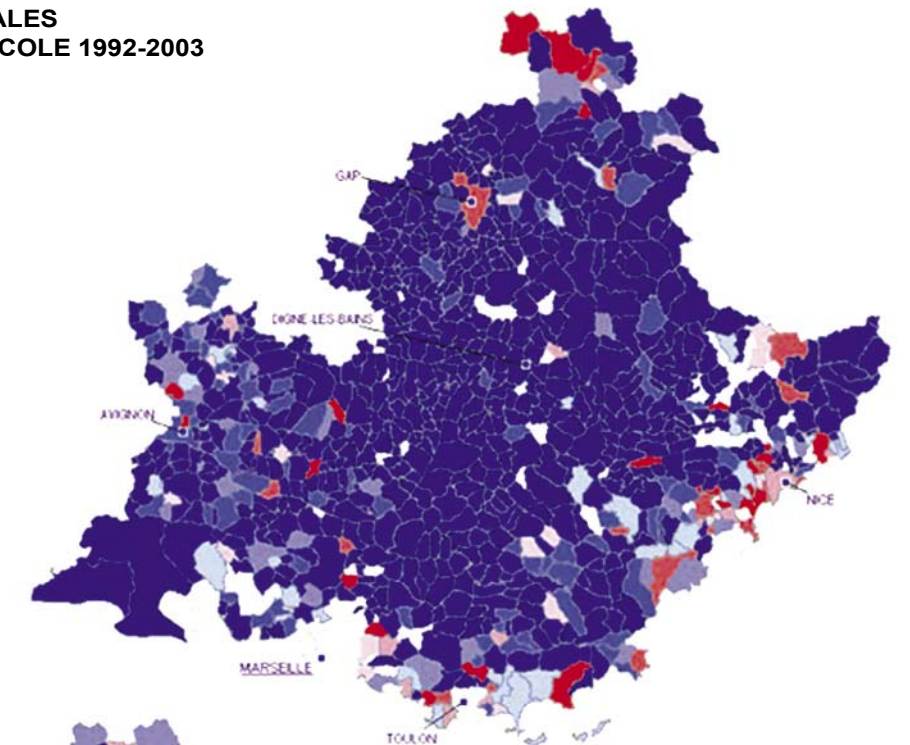 ALES
COLE 1992-2003
GAP
DIGNE-LES-BAINS
AVIGNON
NICE
MARSEILLE
TOULON